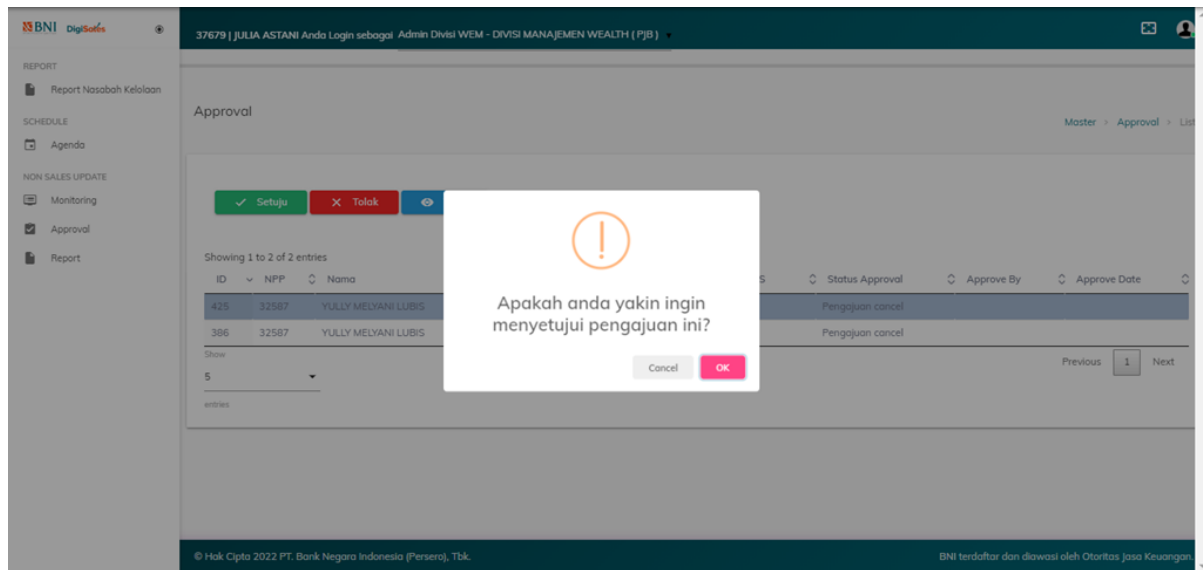 BNI DigiSales
37679 | JULIA ASTANI Anda Login sebagai Admin Divisi WEM - DIVISI MANAJEMEN WEALTH ( PJB )
REPORT
Report Nasabah Kelolaan
SCHEDULE
Agenda
NON SALES UPDATE
Monitoring
Approval
Report
Approval
Master > Approval > List
Setuju
Tolak
Showing 1 to 2 of 2 entries
ID NPP Nama S Status Approval Approve By Approve Date
425 32587 YULLY MELYANI LUBIS Pengajuan cancel
386 32587 YULLY MELYANI LUBIS Pengajuan cancel
Show
5
entries
Previous 1 Next
Apakah anda yakin ingin
menyetujui pengajuan ini?
Cancel OK
© Hak Cipta 2022 PT. Bank Negara Indonesia (Persero), Tbk.
BNI terdaftar dan diawasi oleh Otoritas Jasa Keuangan.